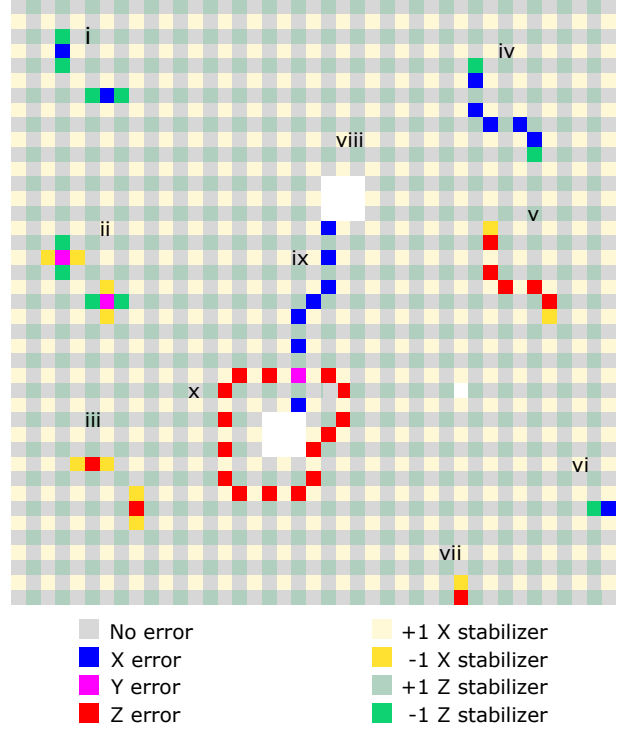 i
iv
viii
v
ii
ix
x
iii
vi
vii
No error
+1 X stabilizer
X error
-1 X stabilizer
Y error
+1 Z stabilizer
Z error
-1 Z stabilizer